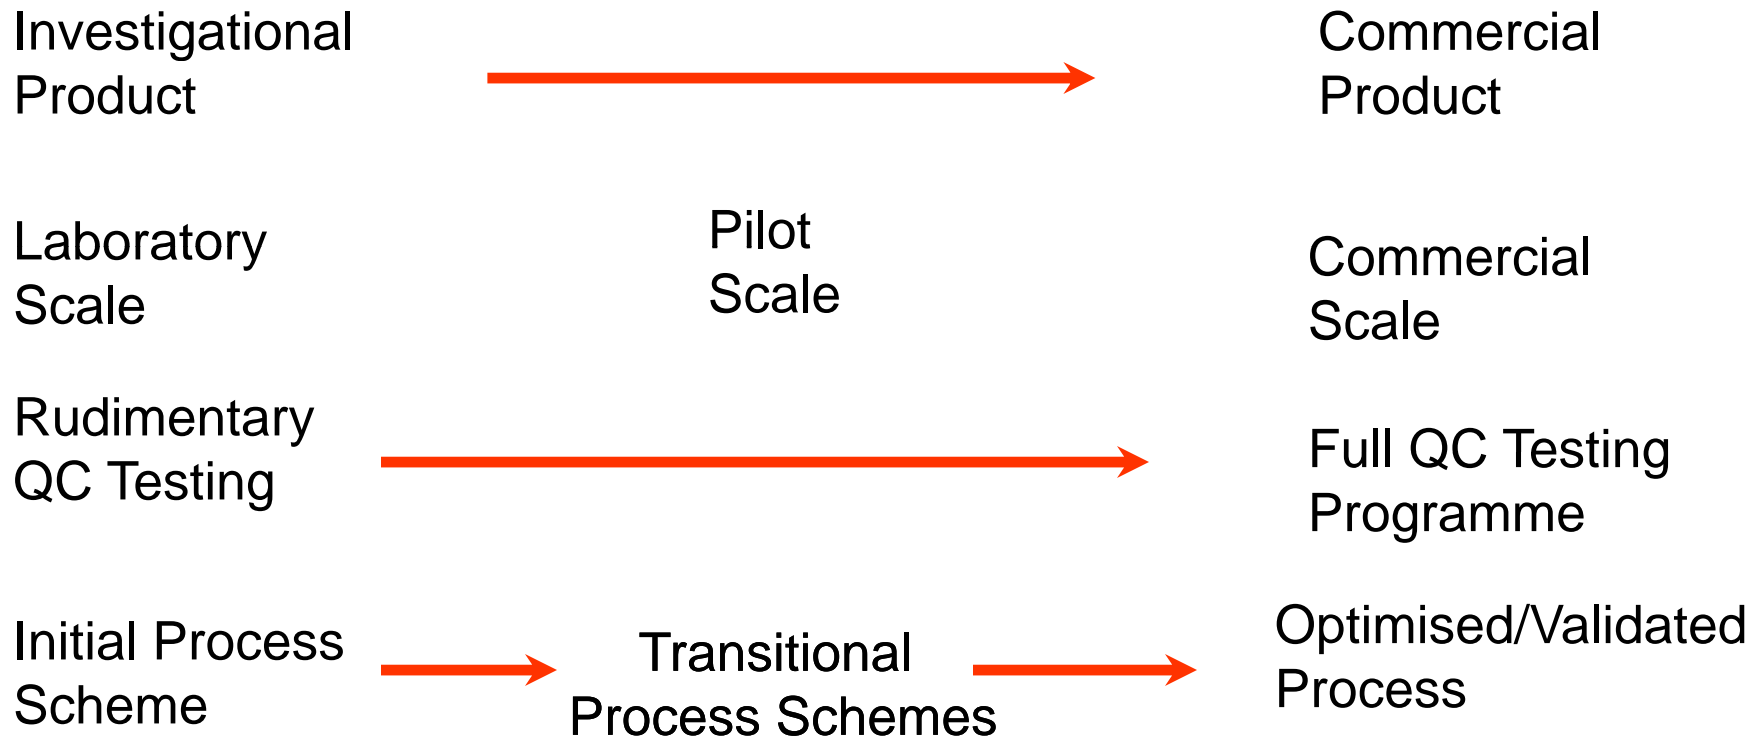 Investigational
Product
Commercial
Product
Laboratory
Scale
Pilot
Scale
Commercial
Scale
Rudimentary
QC Testing
Full QC Testing
Programme
Initial Process
Scheme
Transitional
Process Schemes
Optimised/Validated
Process